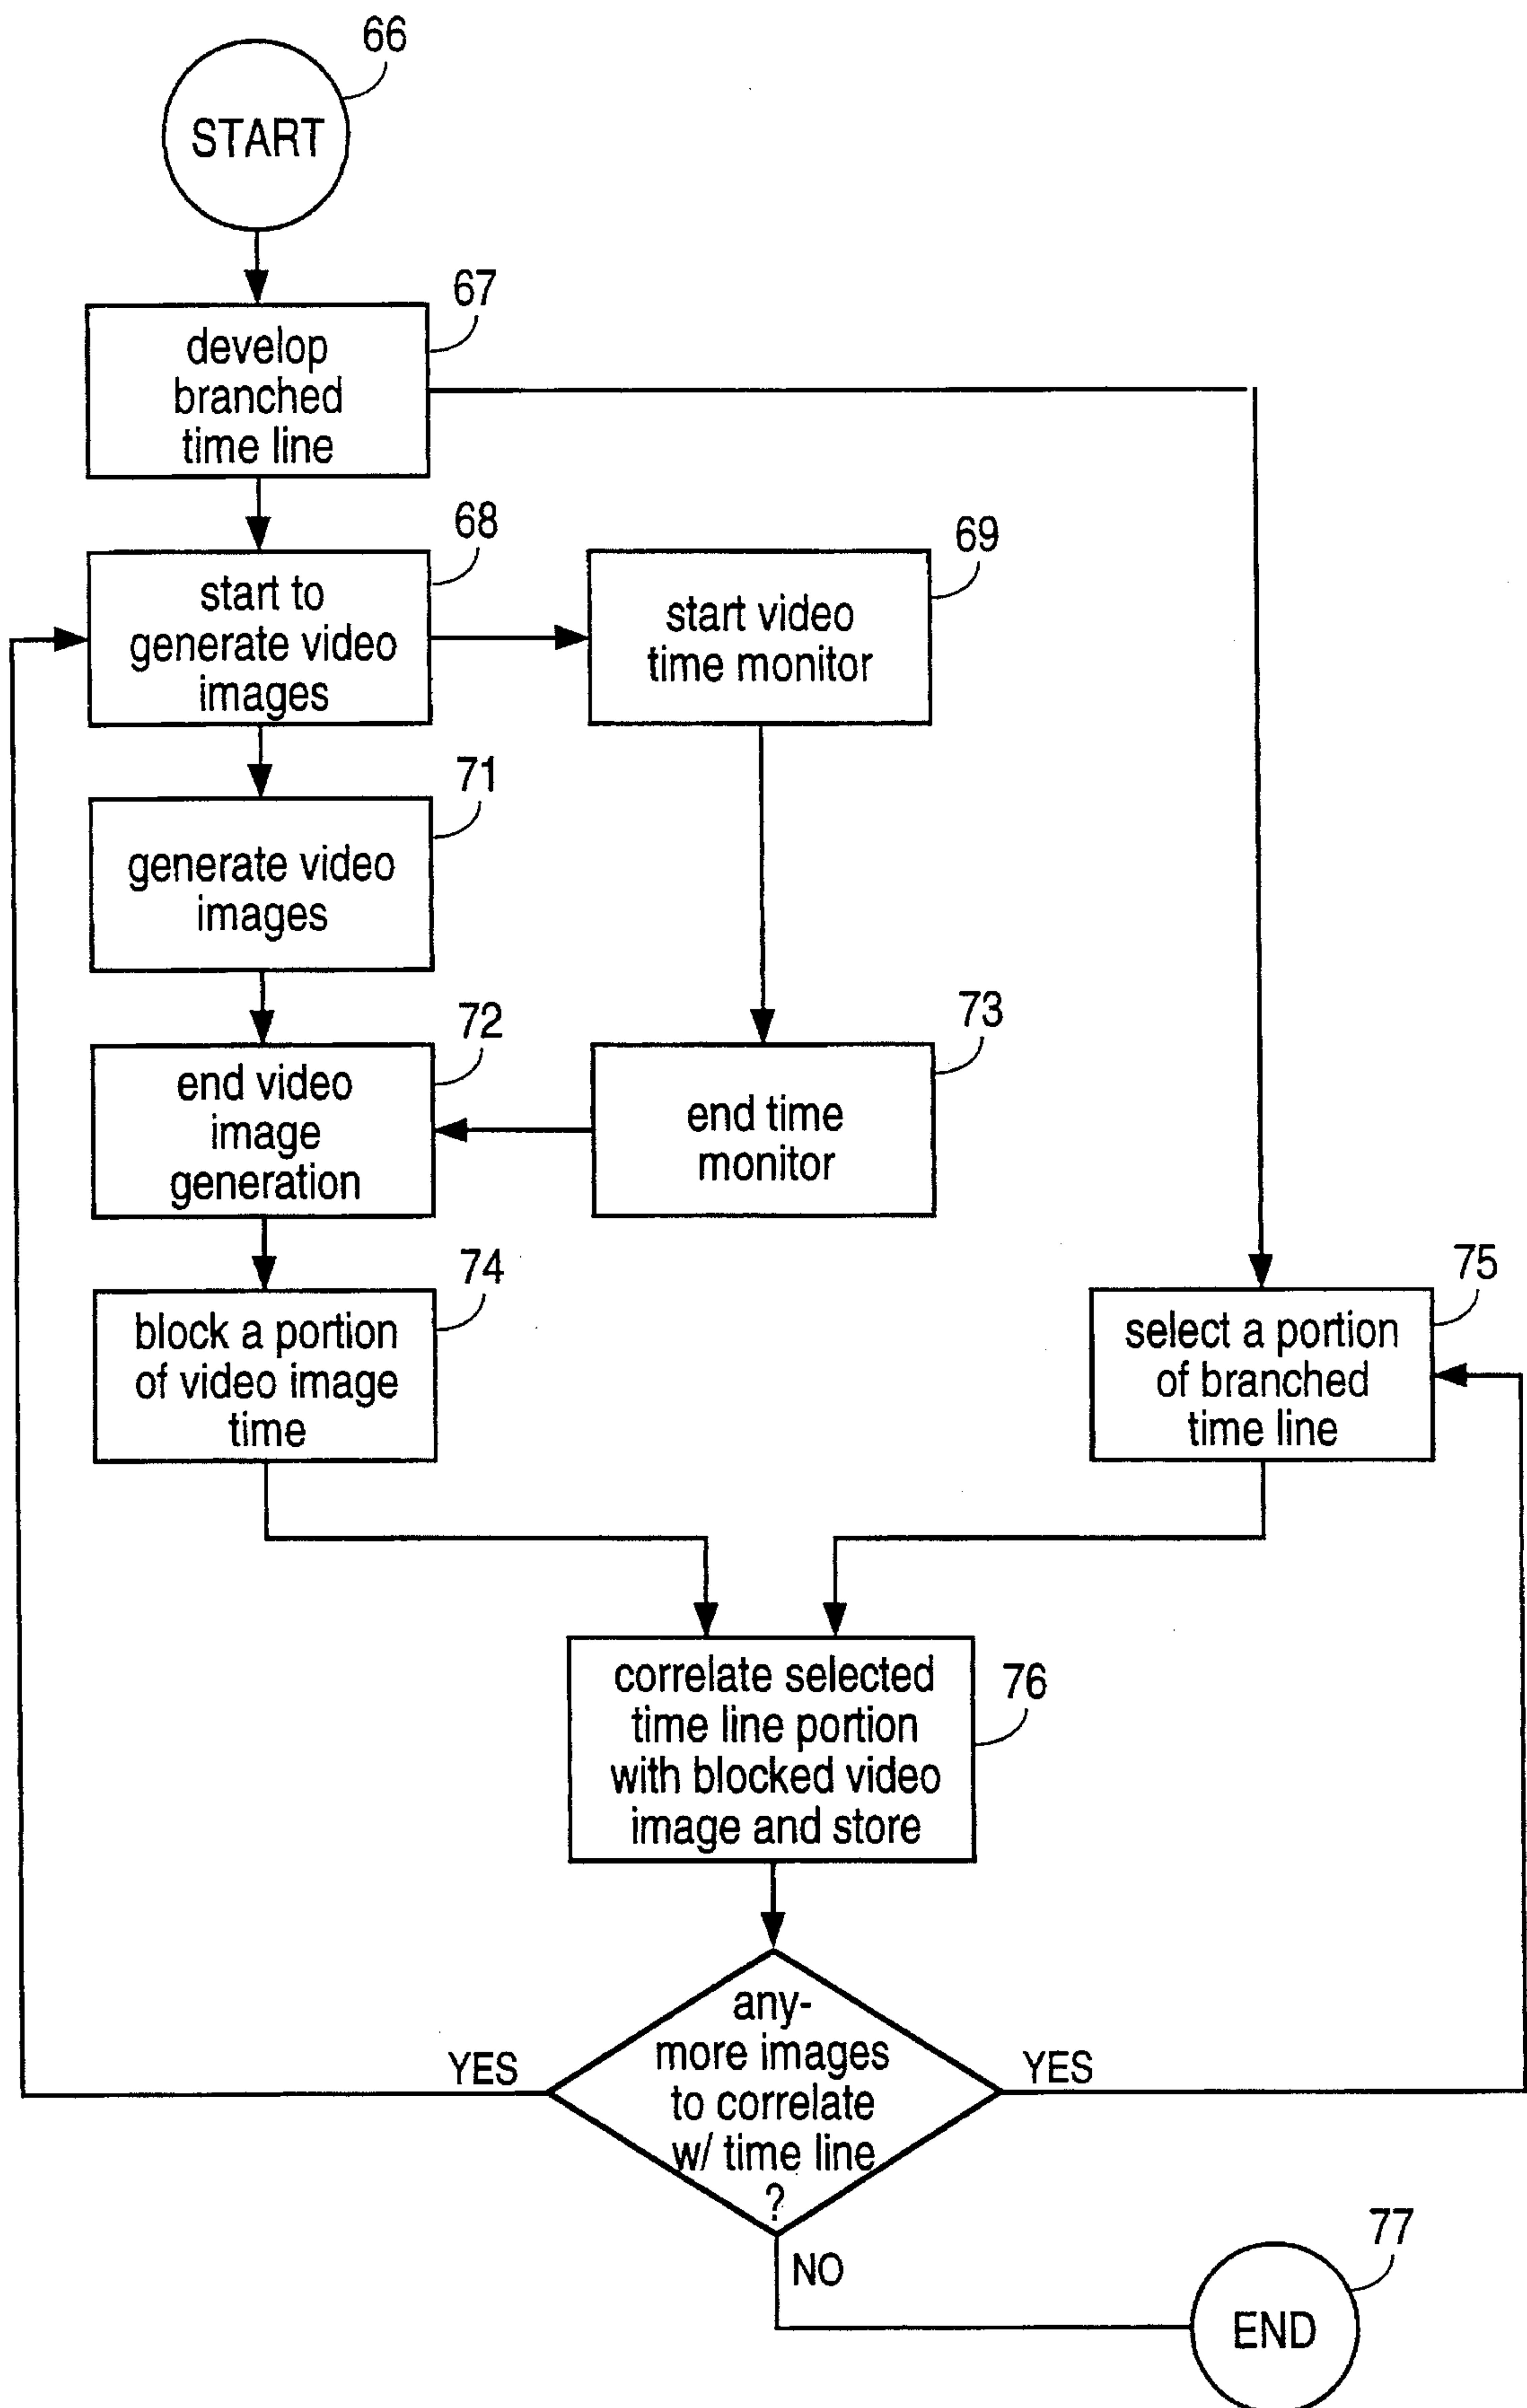 66
START
67
develop
branched
time line
68
start to
generate video
images
69
start video
time monitor
71
generate video
images
72
end video
image
generation
73
end time
monitor
74
block a portion
of video image
time
75
select a portion
of branched
time line
76
correlate selected
time line portion
with blocked video
image and store
any-
more images
to correlate
w/ time line
?
YES
YES
NO
77
END